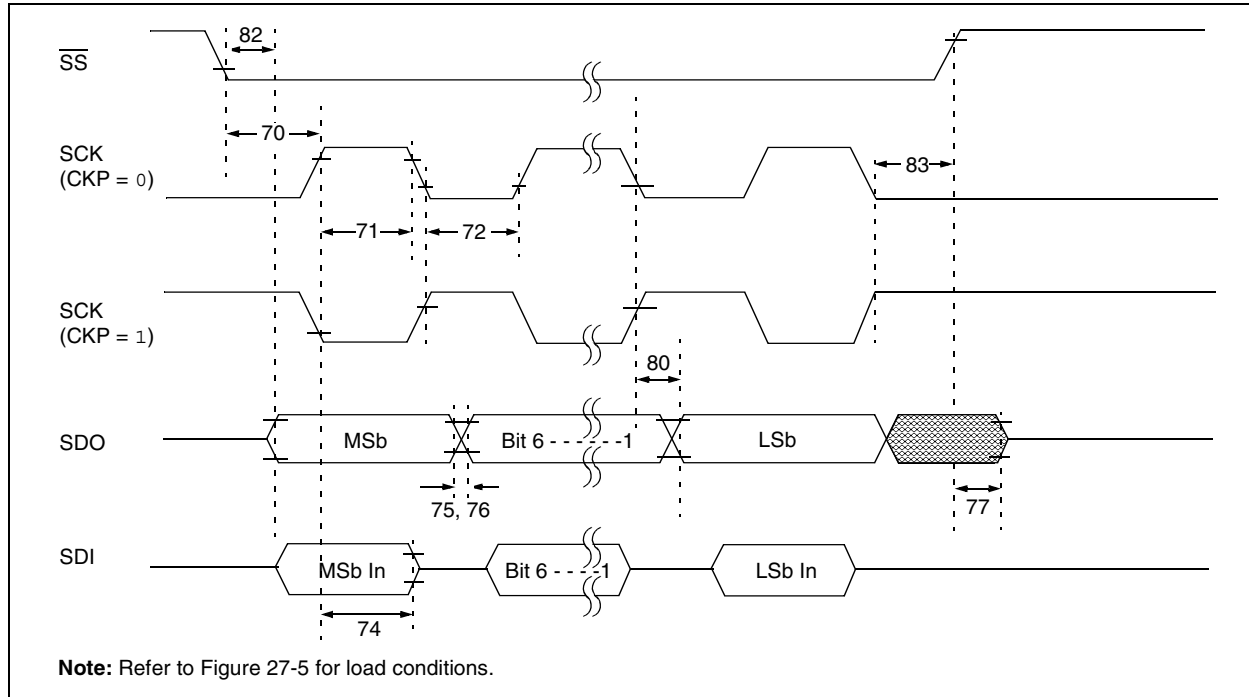 82
SS
70
SCK
(CKP = 0)
83
71
72
SCK
(CKP = 1)
80
SDO
MSb
Bit 6 - - - - - -1
LSb
75, 76
77
SDI
MSb In
Bit 6 - - - -1
LSb In
74
Note: Refer to Figure 27-5 for load conditions.